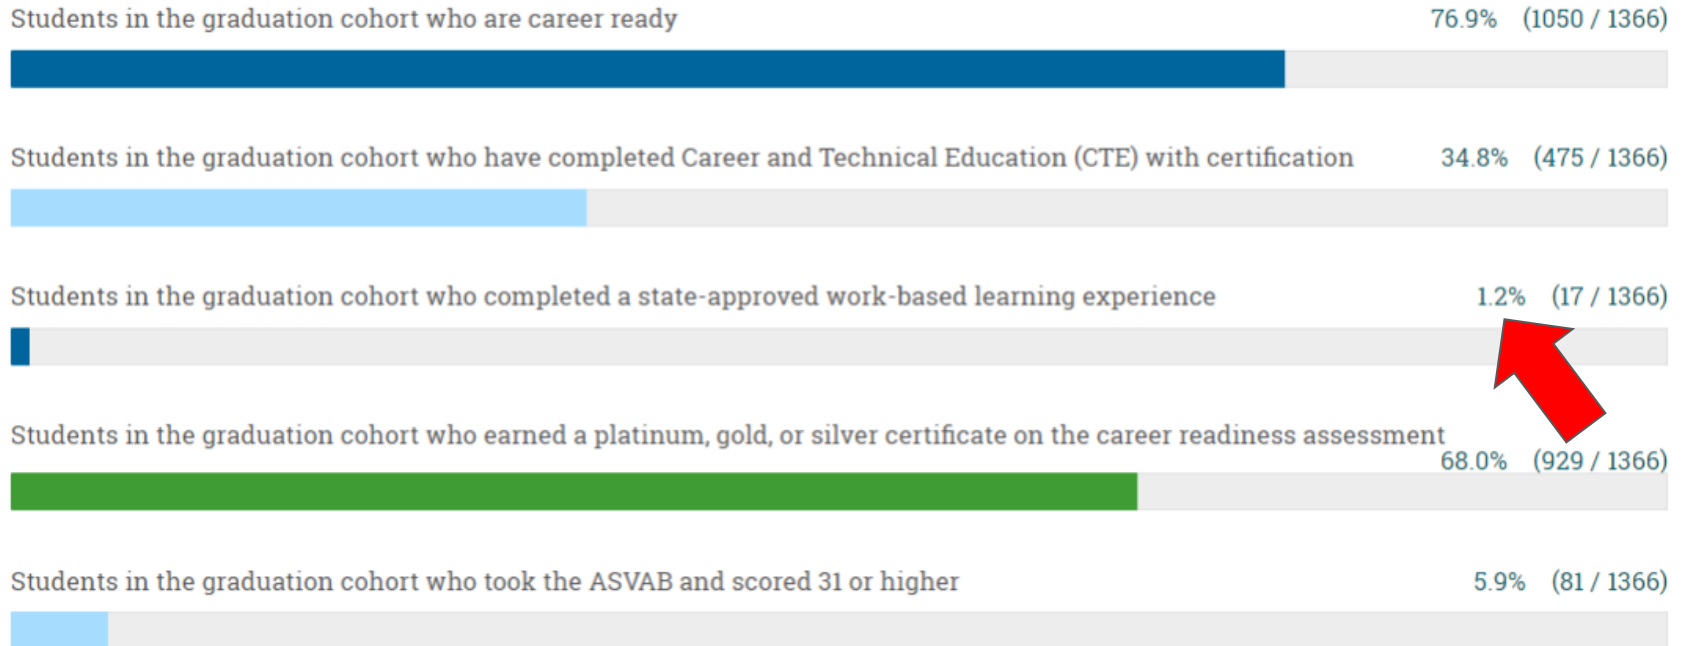 Students in the graduation cohort who are career ready 76.9% (1050 / 1366)
Students in the graduation cohort who have completed Career and Technical Education (CTE) with certification 34.8% (475 / 1366)
Students in the graduation cohort who completed a state-approved work-based learning experience 1.2% (17 / 1366)
Students in the graduation cohort who earned a platinum, gold, or silver certificate on the career readiness assessment
68.0% (929 / 1366)
Students in the graduation cohort who took the ASVAB and scored 31 or higher 5.9% (81 / 1366)